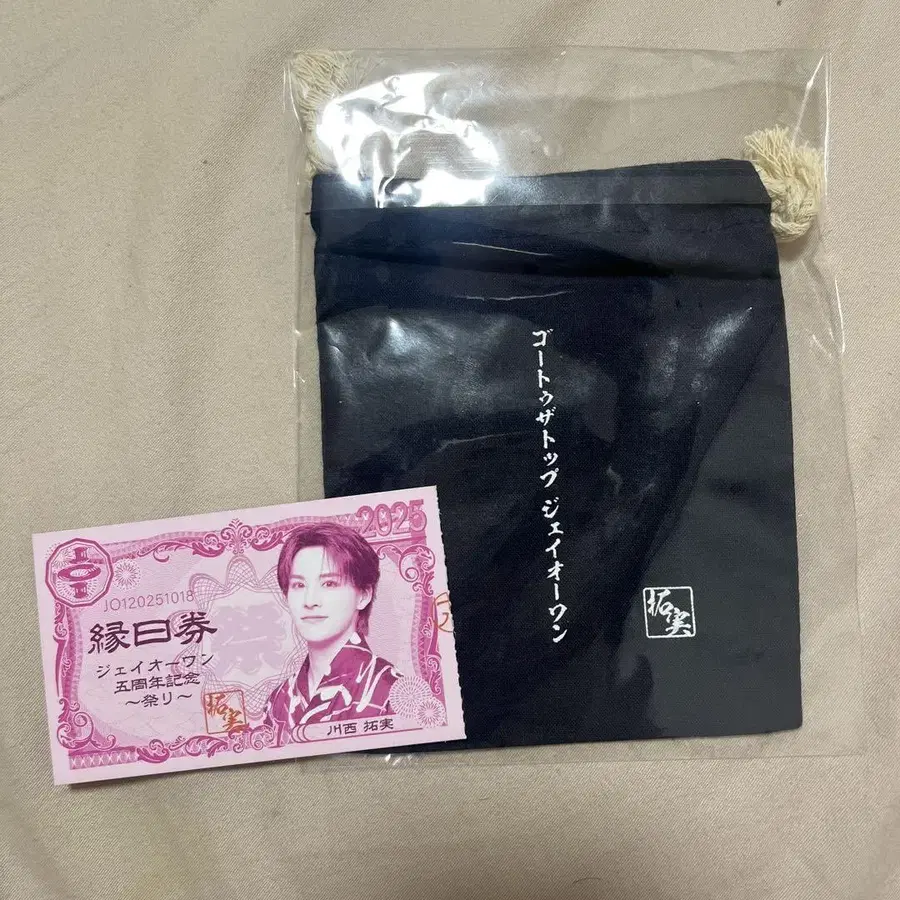 ゴートゥザトップ ジェイオーワン
拓実
2025
JO120251018
縁日券
ジェイオーワン
五周年記念
〜祭り〜
拓実
川西 拓実